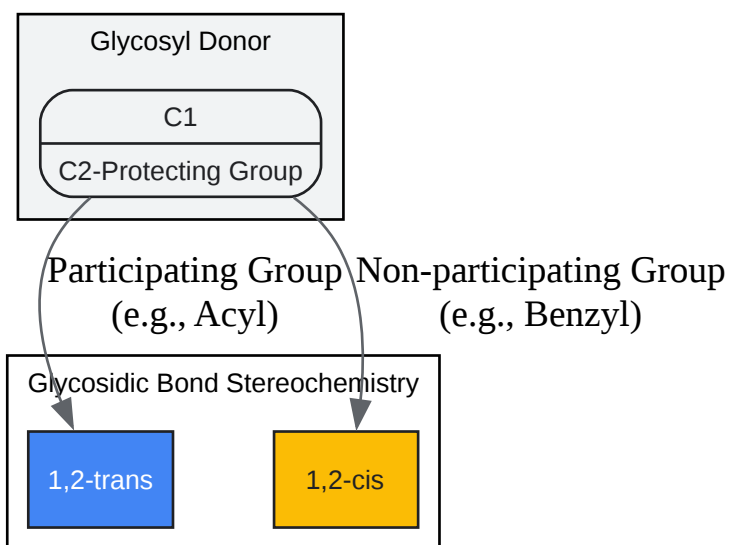 Glycosyl Donor
C1
C2-Protecting Group
Participating Group
(e.g., Acyl)
Non-participating Group
(e.g., Benzyl)
Glycosidic Bond Stereochemistry
1,2-trans
1,2-cis